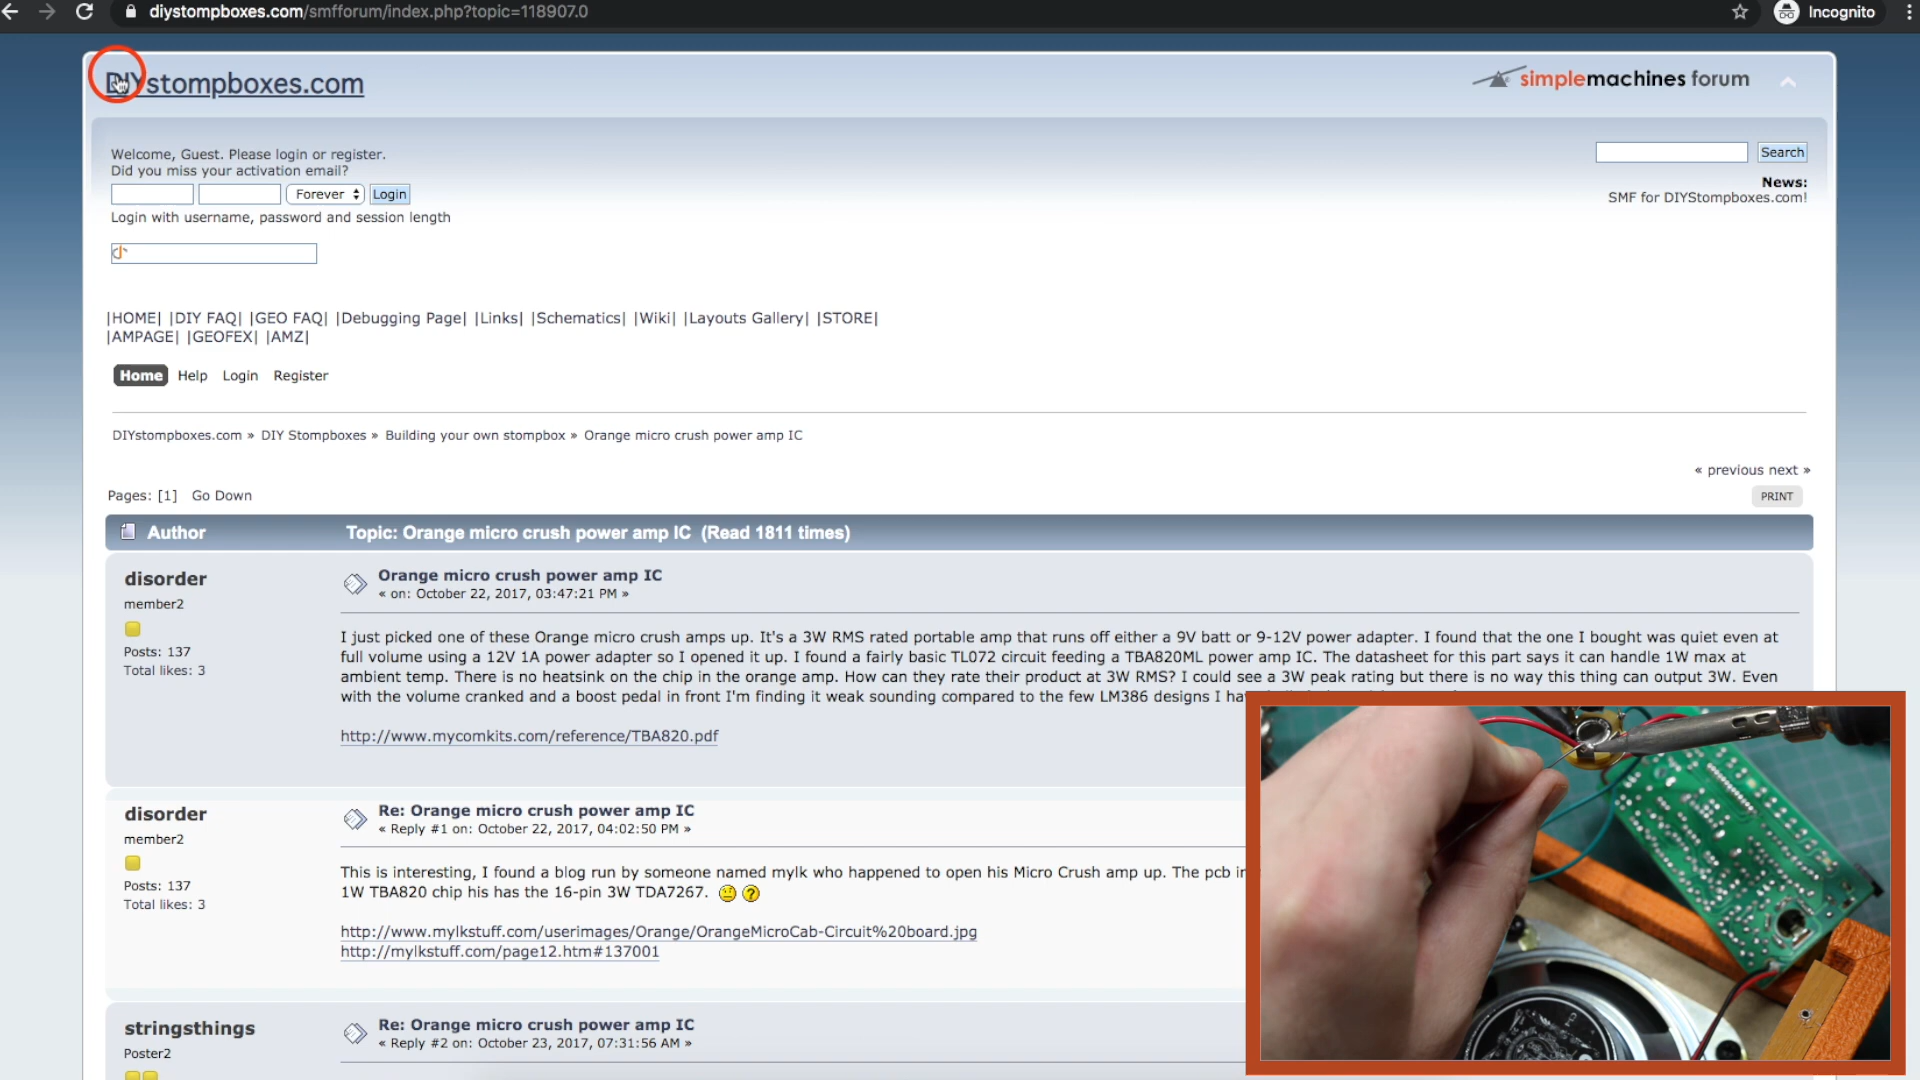 diystompboxes.com/smfforum/index.php?topic=118907.0
Incognito
DIYstompboxes.com
simplemachines forum
Welcome, Guest. Please login or register.
Did you miss your activation email?
Forever
Login
Login with username, password and session length
Search
News:
SMF for DIYStompboxes.com!
|HOME| |DIY FAQ| |GEO FAQ| |Debugging Page| |Links| |Schematics| |Wiki| |Layouts Gallery| |STORE|
|AMPAGE| |GEOFEX| |AMZ|
Home Help Login Register
DIYstompboxes.com » DIY Stompboxes » Building your own stompbox » Orange micro crush power amp IC
« previous next »
Pages: [1] Go Down
PRINT
Author
Topic: Orange micro crush power amp IC (Read 1811 times)
disorder
member2
Posts: 137
Total likes: 3
Orange micro crush power amp IC
« on: October 22, 2017, 03:47:21 PM »
I just picked one of these Orange micro crush amps up. It's a 3W RMS rated portable amp that runs off either a 9V batt or 9-12V power adapter. I found that the one I bought was quiet even at
full volume using a 12V 1A power adapter so I opened it up. I found a fairly basic TL072 circuit feeding a TBA820ML power amp IC. The datasheet for this part says it can handle 1W max at
ambient temp. There is no heatsink on the chip in the orange amp. How can they rate their product at 3W RMS? I could see a 3W peak rating but there is no way this thing can output 3W. Even
with the volume cranked and a boost pedal in front I'm finding it weak sounding compared to the few LM386 designs I
http://www.mycomkits.com/reference/TBA820.pdf
disorder
member2
Posts: 137
Total likes: 3
Re: Orange micro crush power amp IC
« Reply #1 on: October 22, 2017, 04:02:50 PM »
This is interesting, I found a blog run by someone named mylk who happened to open his Micro Crush amp up. The pcb
1W TBA820 chip his has the 16-pin 3W TDA7267.
http://www.mylkstuff.com/userimages/Orange/OrangeMicroCab-Circuit%20board.jpg
http://mylkstuff.com/page12.htm#137001
stringsthings
Poster2
Re: Orange micro crush power amp IC
« Reply #2 on: October 23, 2017, 07:31:56 AM »